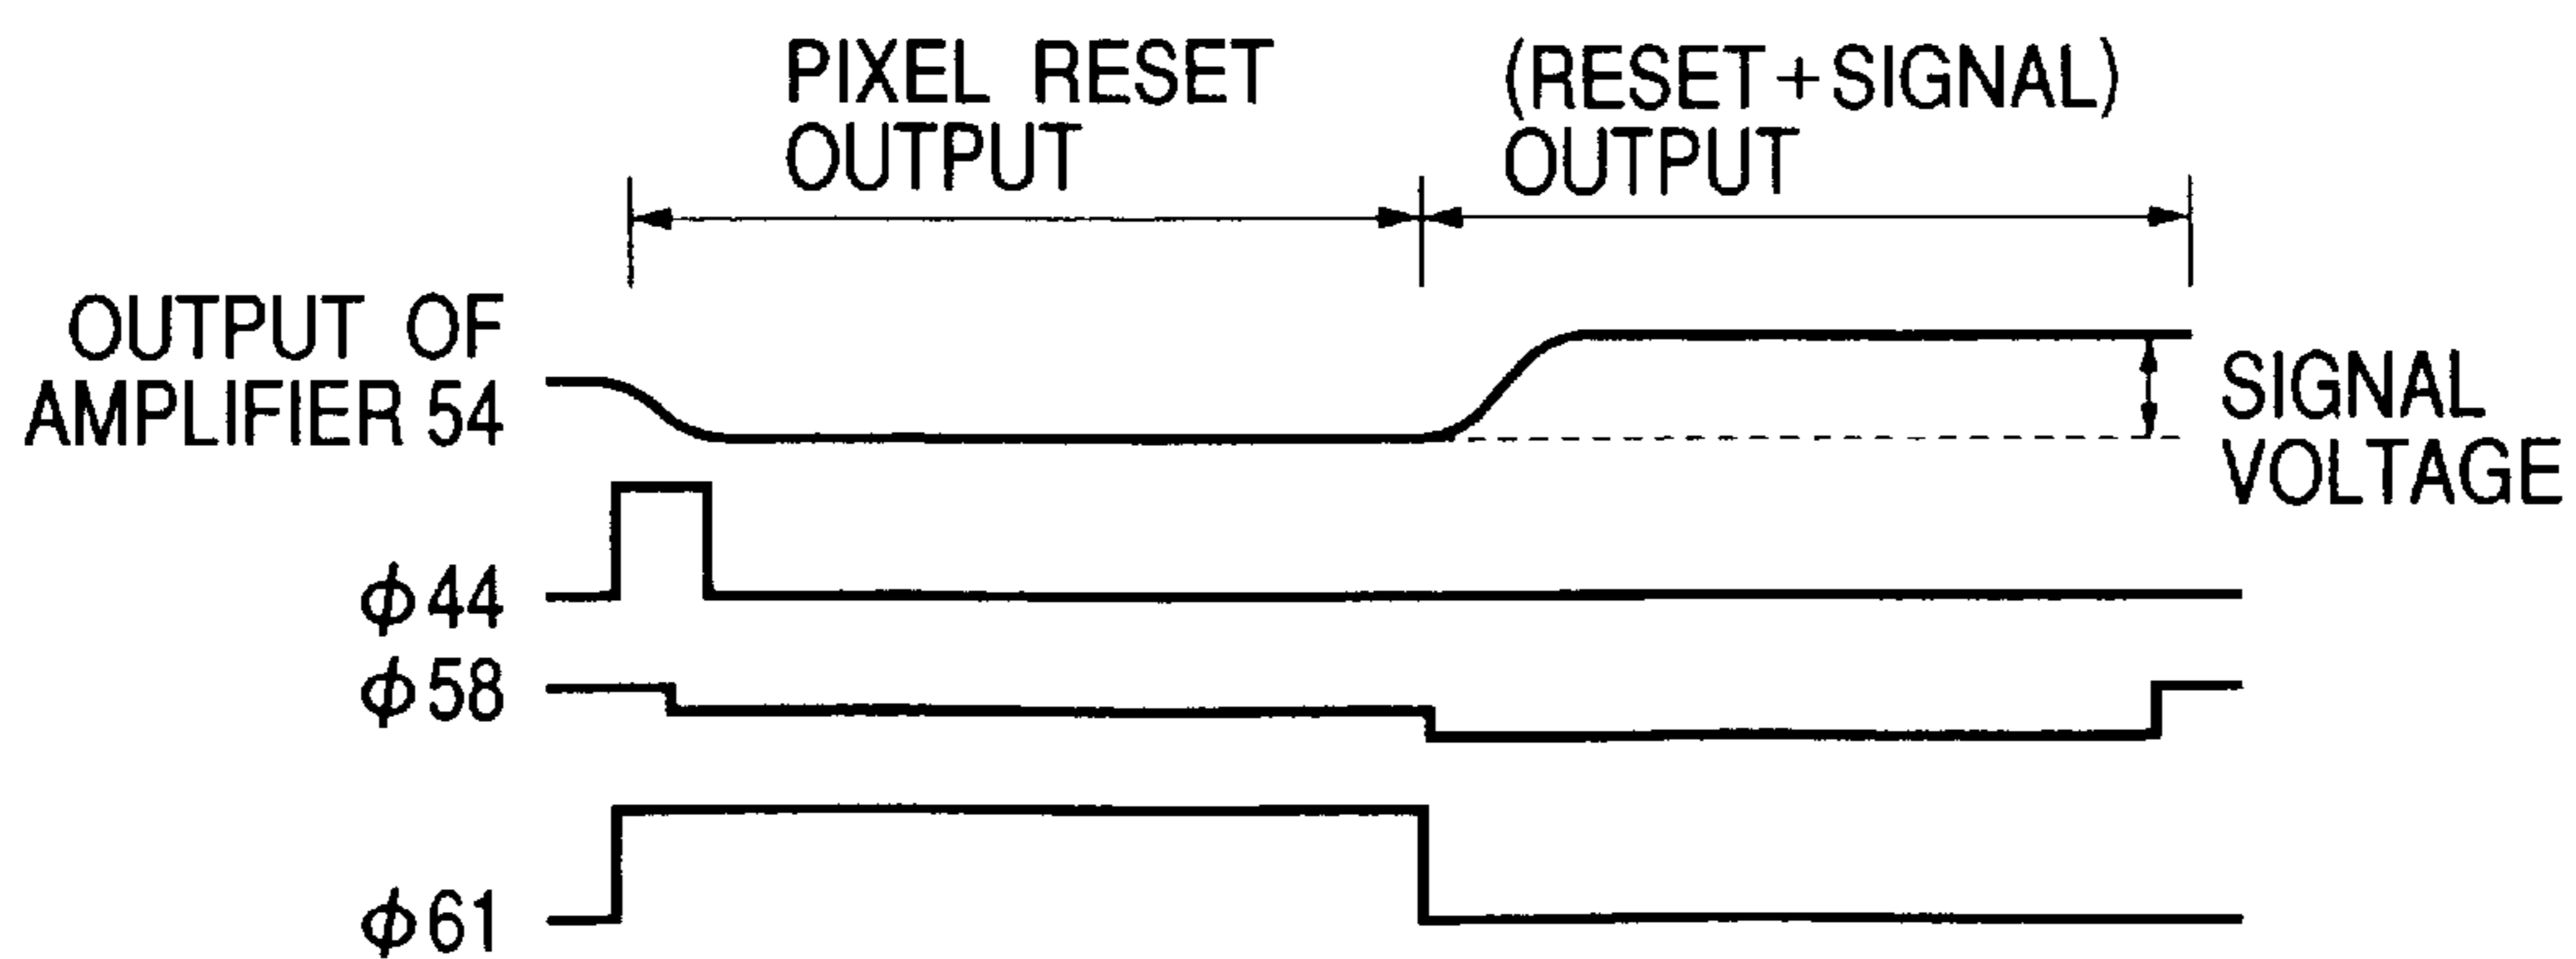 PIXEL RESET
OUTPUT
(RESET+SIGNAL)
OUTPUT
OUTPUT OF
AMPLIFIER 54
SIGNAL
VOLTAGE
ϕ44
ϕ58
ϕ61